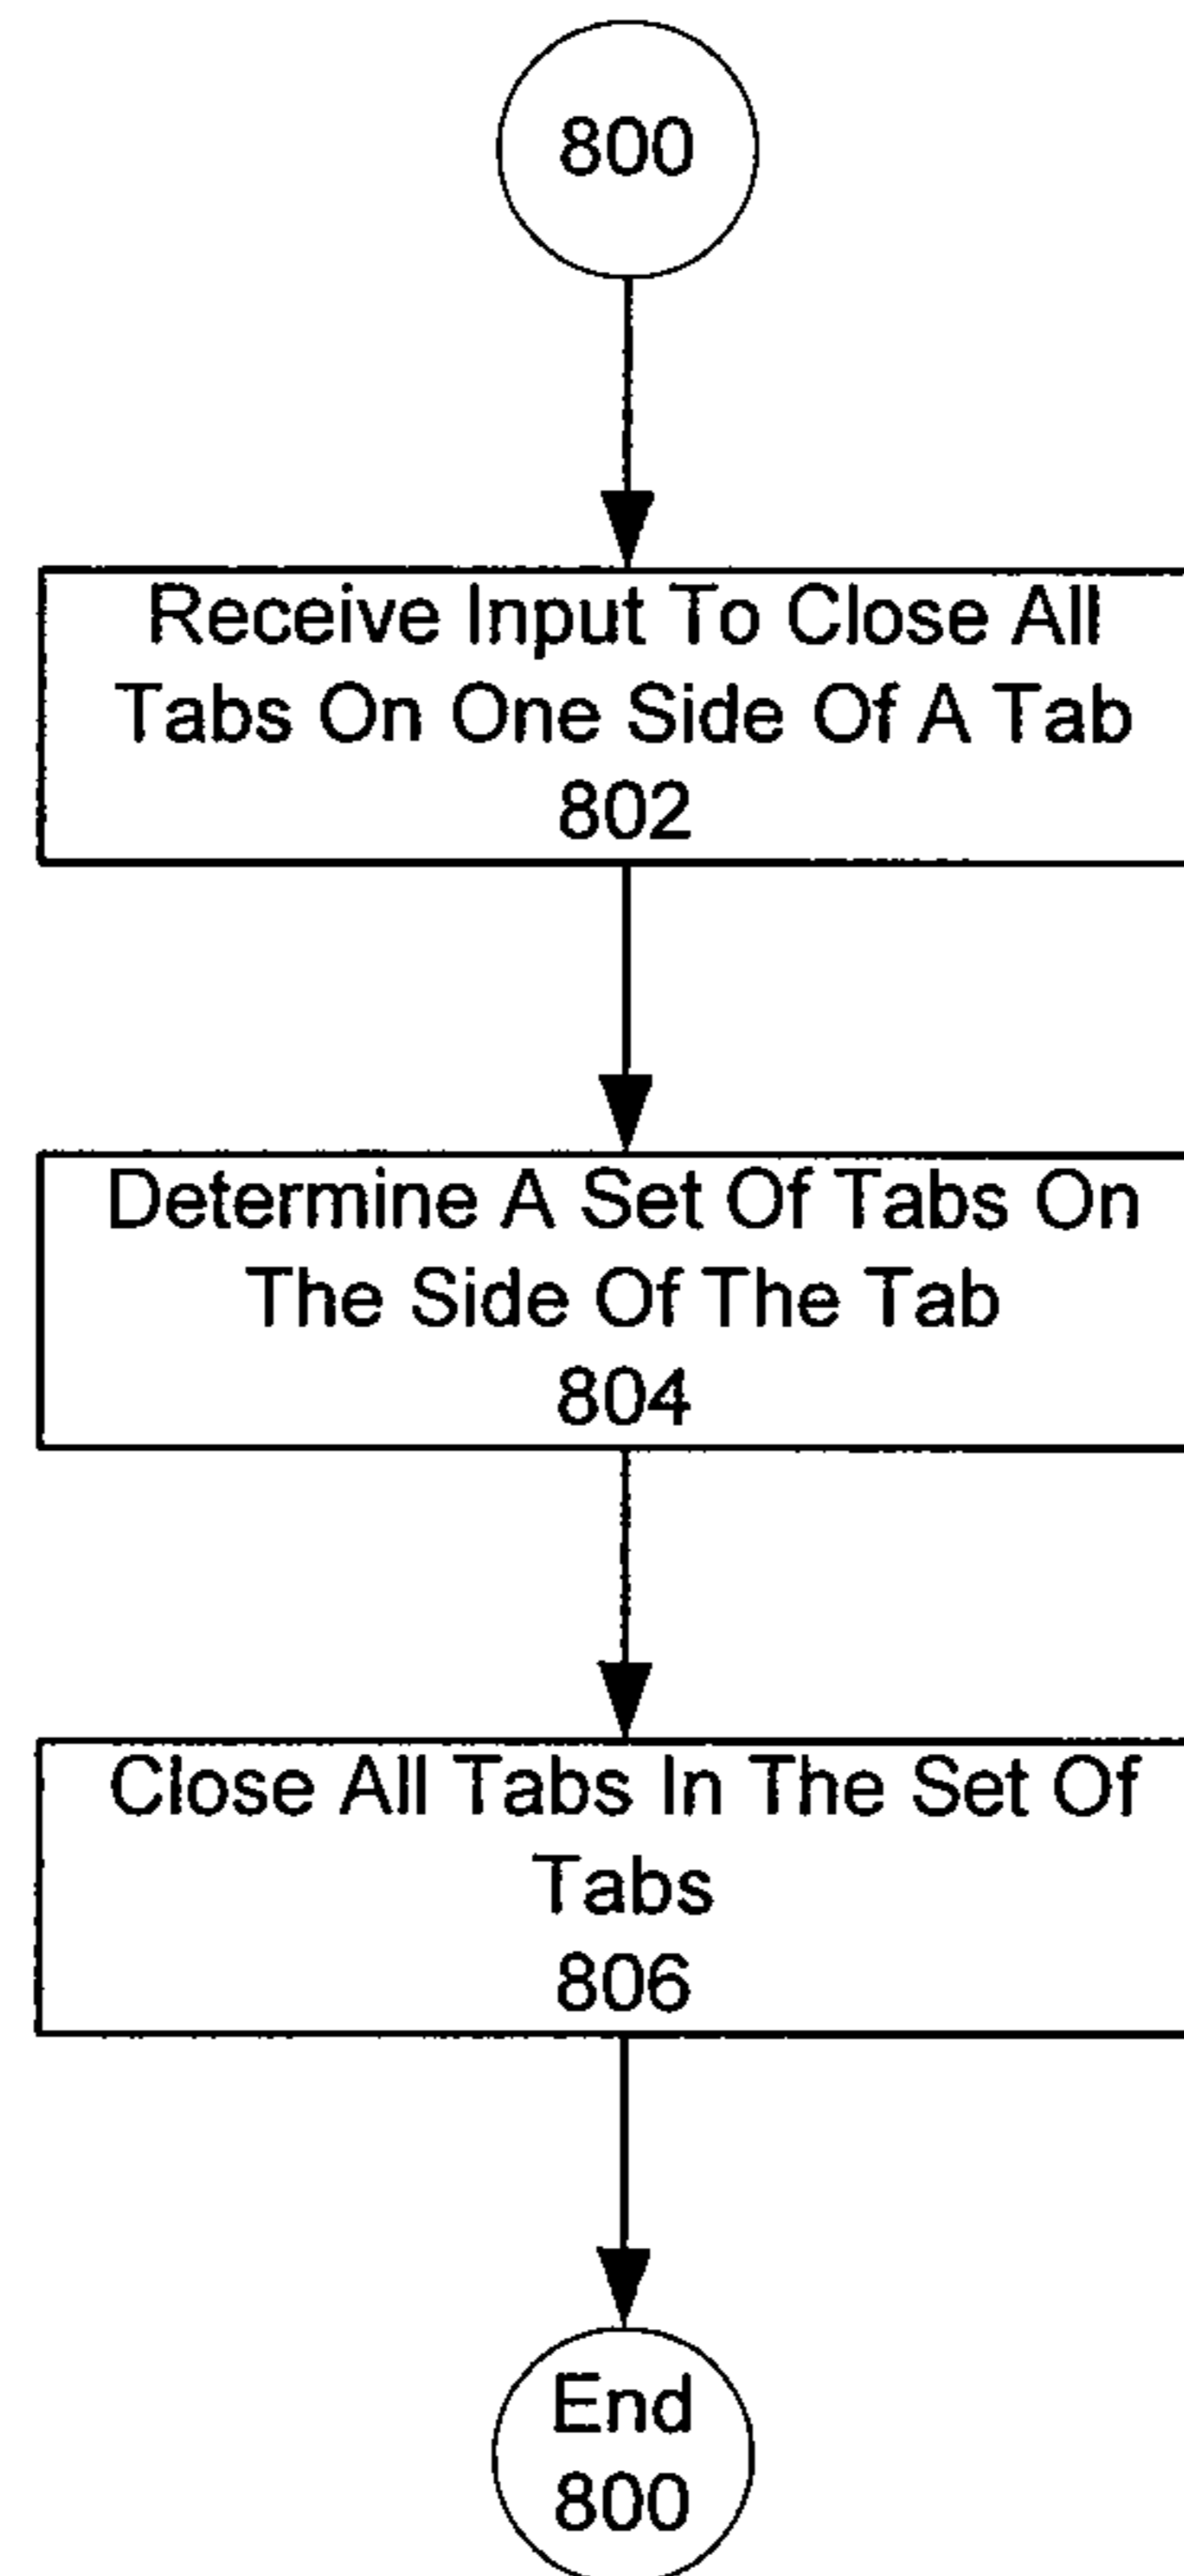 800
Receive Input To Close All
Tabs On One Side Of A Tab
802
Determine A Set Of Tabs On
The Side Of The Tab
804
Close All Tabs In The Set Of
Tabs
806
End
800